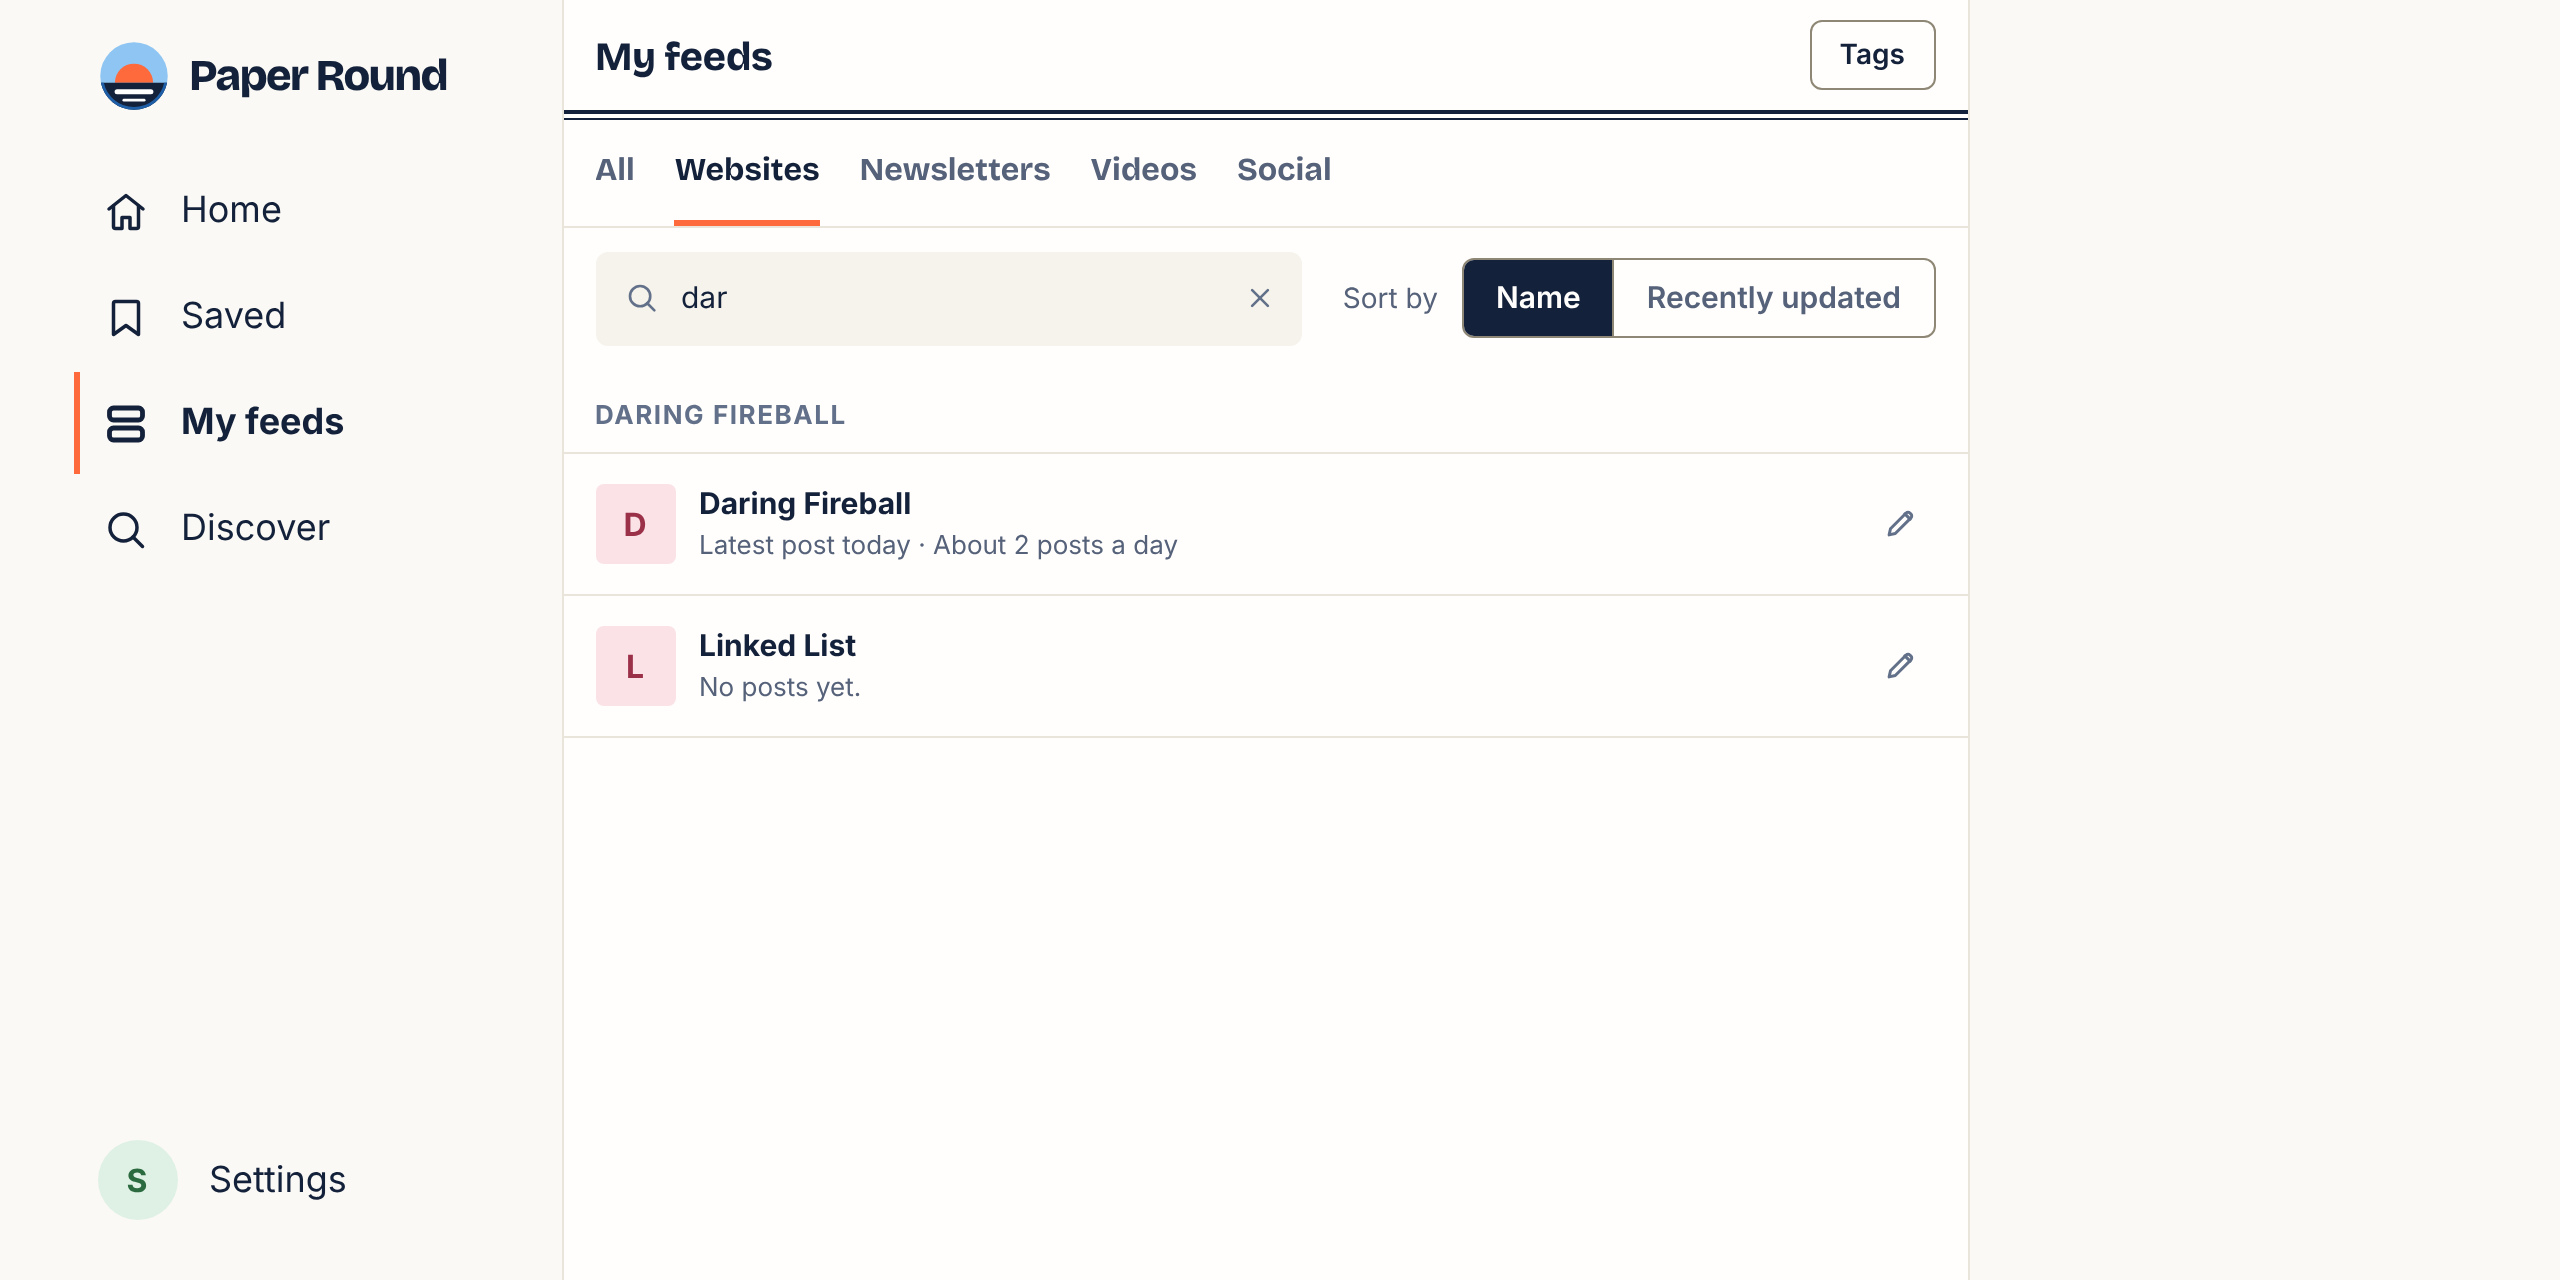 Paper Round
Home
Saved
My feeds
Discover
S
Settings
My feeds
Tags
All
Websites
Newsletters
Videos
Social
dar
Sort by
Name
Recently updated
DARING FIREBALL
D
Daring Fireball
Latest post today · About 2 posts a day
L
Linked List
No posts yet.